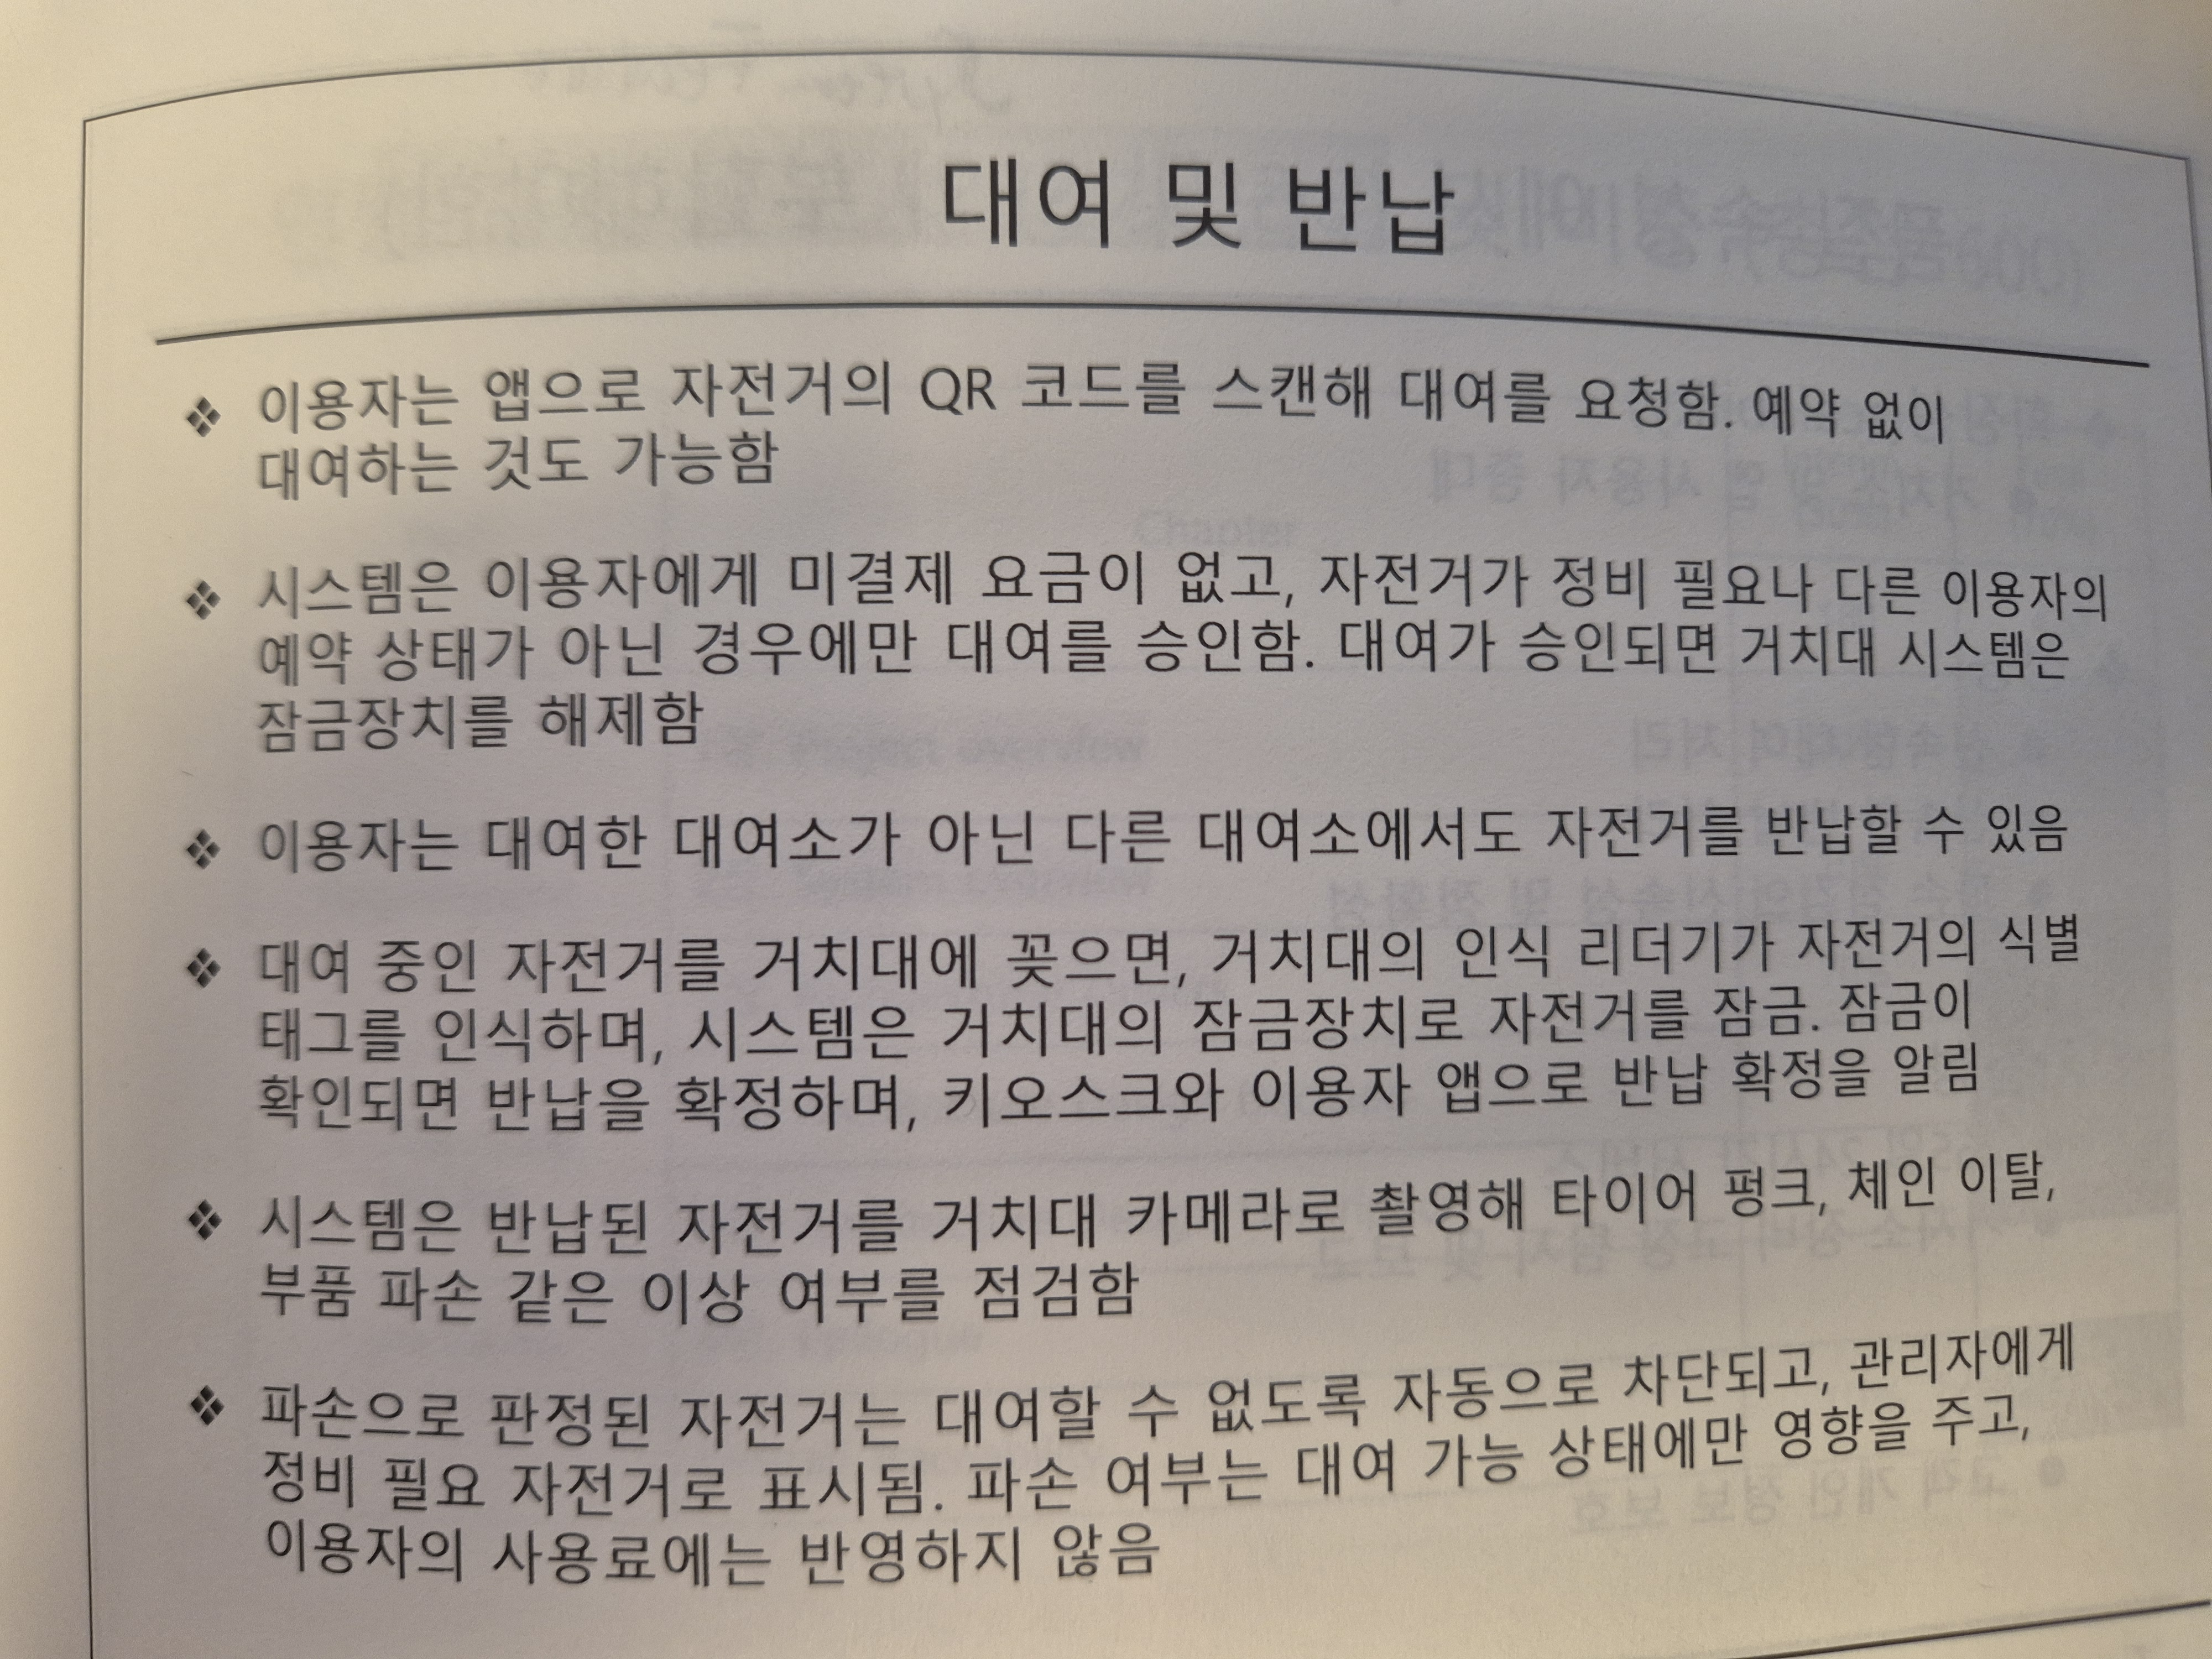 대여 및 반납
❖ 이용자는 앱으로 자전거의 QR 코드를 스캔해 대여를 요청함. 예약 없이
대여하는 것도 가능함
❖ 시스템은 이용자에게 미결제 요금이 없고, 자전거가 정비 필요나 다른 이용자의
예약 상태가 아닌 경우에만 대여를 승인함. 대여가 승인되면 거치대 시스템은
잠금장치를 해제함
❖ 이용자는 대여한 대여소가 아닌 다른 대여소에서도 자전거를 반납할 수 있음
❖ 대여 중인 자전거를 거치대에 꽂으면, 거치대의 인식 리더기가 자전거의 식별
태그를 인식하며, 시스템은 거치대의 잠금장치로 자전거를 잠금. 잠금이
확인되면 반납을 확정하며, 키오스크와 이용자 앱으로 반납 확정을 알림
❖ 시스템은 반납된 자전거를 거치대 카메라로 촬영해 타이어 펑크, 체인 이탈,
부품 파손 같은 이상 여부를 점검함
❖ 파손으로 판정된 자전거는 대여할 수 없도록 자동으로 차단되고, 관리자에게
정비 필요 자전거로 표시됨. 파손 여부는 대여 가능 상태에만 영향을 주고,
이용자의 사용료에는 반영하지 않음